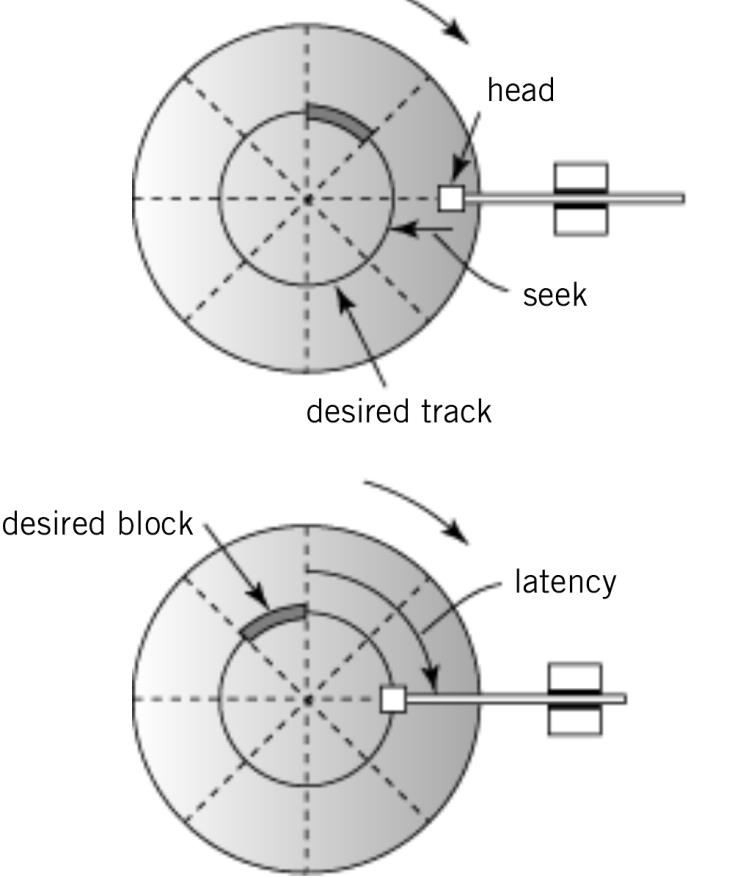 head
seek
desired track
desired block
latency